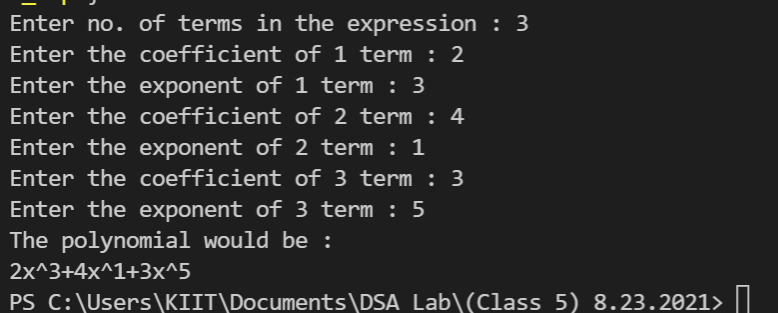 Enter no. of terms in the expression : 3
Enter the coefficient of 1 term : 2
Enter the exponent of 1 term : 3
Enter the coefficient of 2 term : 4
Enter the exponent of 2 term : 1
Enter the coefficient of 3 term : 3
Enter the exponent of 3 term : 5
The polynomial would be :
2x^3+4x^1+3x^5
PS C:\Users\KIIT\Documents\DSA Lab\(Class 5) 8.23.2021>